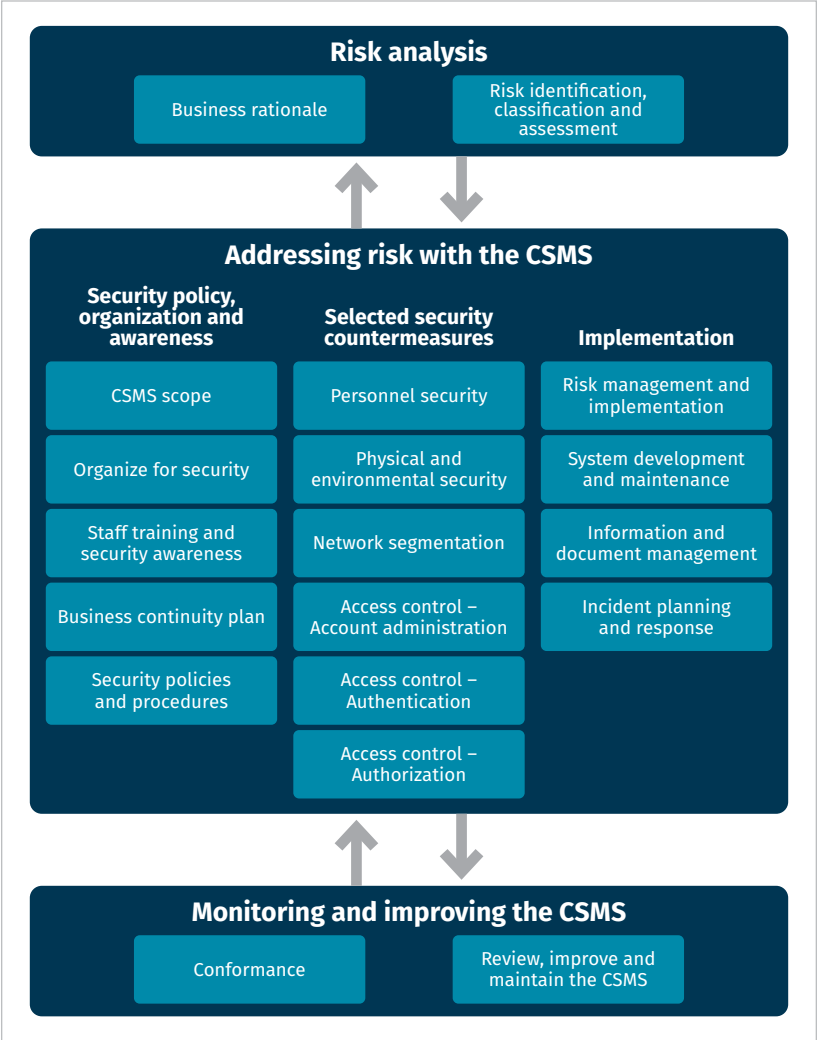 Risk analysis
Business rationale
Risk identification,
classification and
assessment
Addressing risk with the CSMS
Security policy,
organization and
awareness
CSMS scope
Organize for security
Staff training and
security awareness
Business continuity plan
Security policies
and procedures
Selected security
countermeasures
Personnel security
Physical and
environmental security
Network segmentation
Access control –
Account administration
Access control –
Authentication
Access control –
Authorization
Implementation
Risk management and
implementation
System development
and maintenance
Information and
document management
Incident planning
and response
Monitoring and improving the CSMS
Conformance
Review, improve and
maintain the CSMS